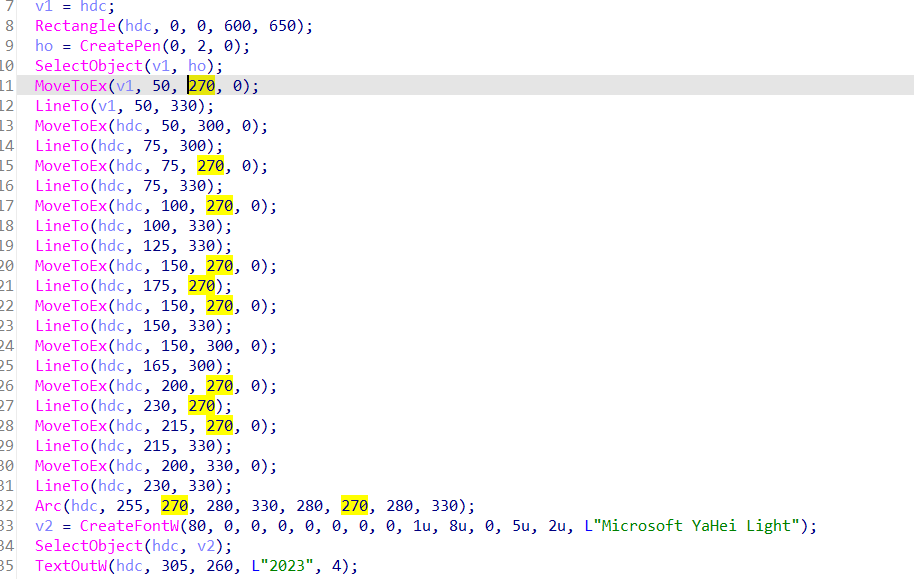 7 v1 = hdc;
8 Rectangle(hdc, 0, 0, 600, 650);
9 ho = CreatePen(0, 2, 0);
10 SelectObject(v1, ho);
11 MoveToEx(v1, 50, 270, 0);
12 LineTo(v1, 50, 330);
13 MoveToEx(hdc, 50, 300, 0);
14 LineTo(hdc, 75, 300);
15 MoveToEx(hdc, 75, 270, 0);
16 LineTo(hdc, 75, 330);
17 MoveToEx(hdc, 100, 270, 0);
18 LineTo(hdc, 100, 330);
19 LineTo(hdc, 125, 330);
20 MoveToEx(hdc, 150, 270, 0);
21 LineTo(hdc, 175, 270);
22 MoveToEx(hdc, 150, 270, 0);
23 LineTo(hdc, 150, 330);
24 MoveToEx(hdc, 150, 300, 0);
25 LineTo(hdc, 165, 300);
26 MoveToEx(hdc, 200, 270, 0);
27 LineTo(hdc, 230, 270);
28 MoveToEx(hdc, 215, 270, 0);
29 LineTo(hdc, 215, 330);
30 MoveToEx(hdc, 200, 330, 0);
31 LineTo(hdc, 230, 330);
32 Arc(hdc, 255, 270, 280, 330, 280, 270, 280, 330);
33 v2 = CreateFontW(80, 0, 0, 0, 0, 0, 0, 0, 1u, 8u, 0, 5u, 2u, L"Microsoft YaHei Light");
34 SelectObject(hdc, v2);
35 TextOutW(hdc, 305, 260, L"2023", 4);